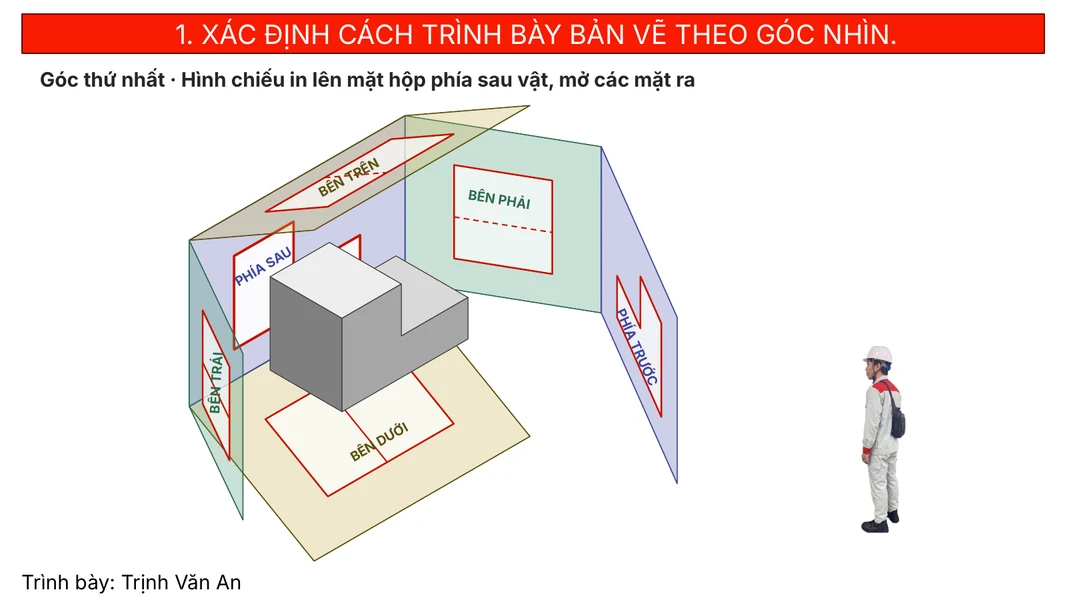 1. XÁC ĐỊNH CÁCH TRÌNH BÀY BẢN VẼ THEO GÓC NHÌN.
Góc thứ nhất · Hình chiếu in lên mặt hộp phía sau vật, mở các mặt ra
BÊN TRÊN
BÊN PHẢI
PHÍA SAU
PHÍA TRƯỚC
BÊN TRÁI
BÊN DƯỚI
Trình bày: Trịnh Văn An